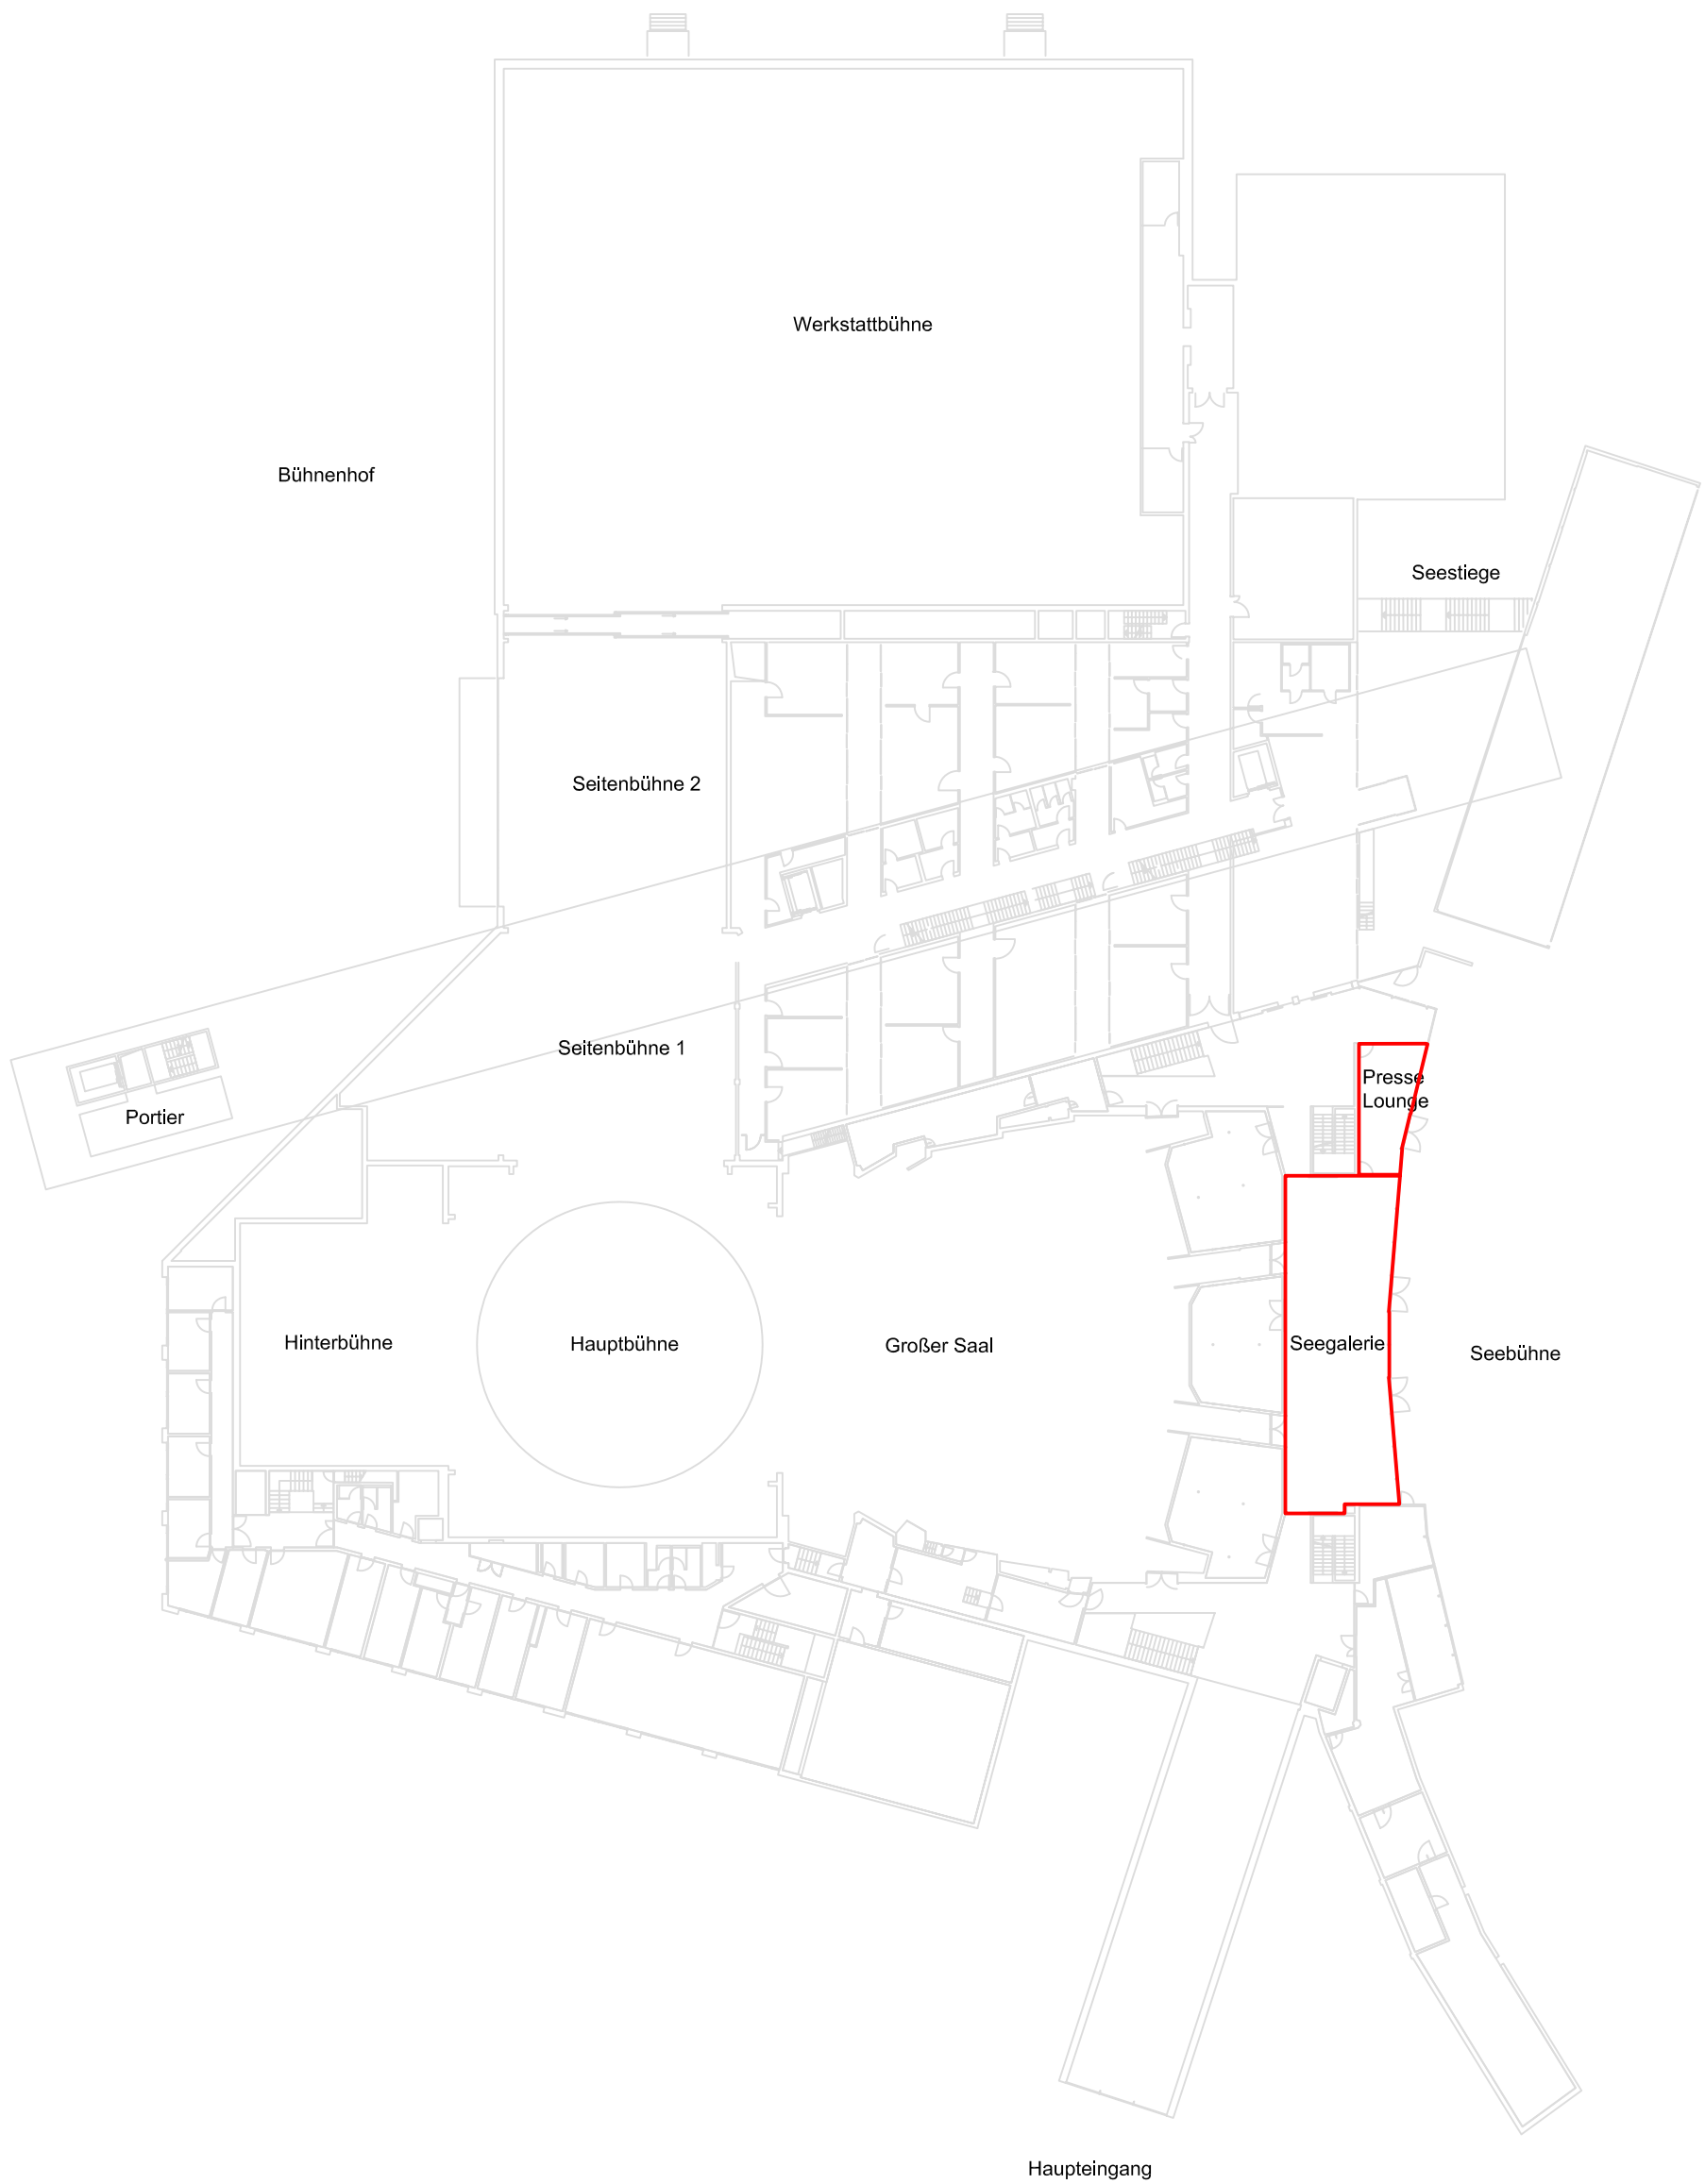 Werkstattbühne
Bühnenhof
Seestiege
Seitenbühne 2
Seitenbühne 1
Presse
Lounge
Portier
Hinterbühne
Hauptbühne
Großer Saal
Seegalerie
Seebühne
Haupteingang